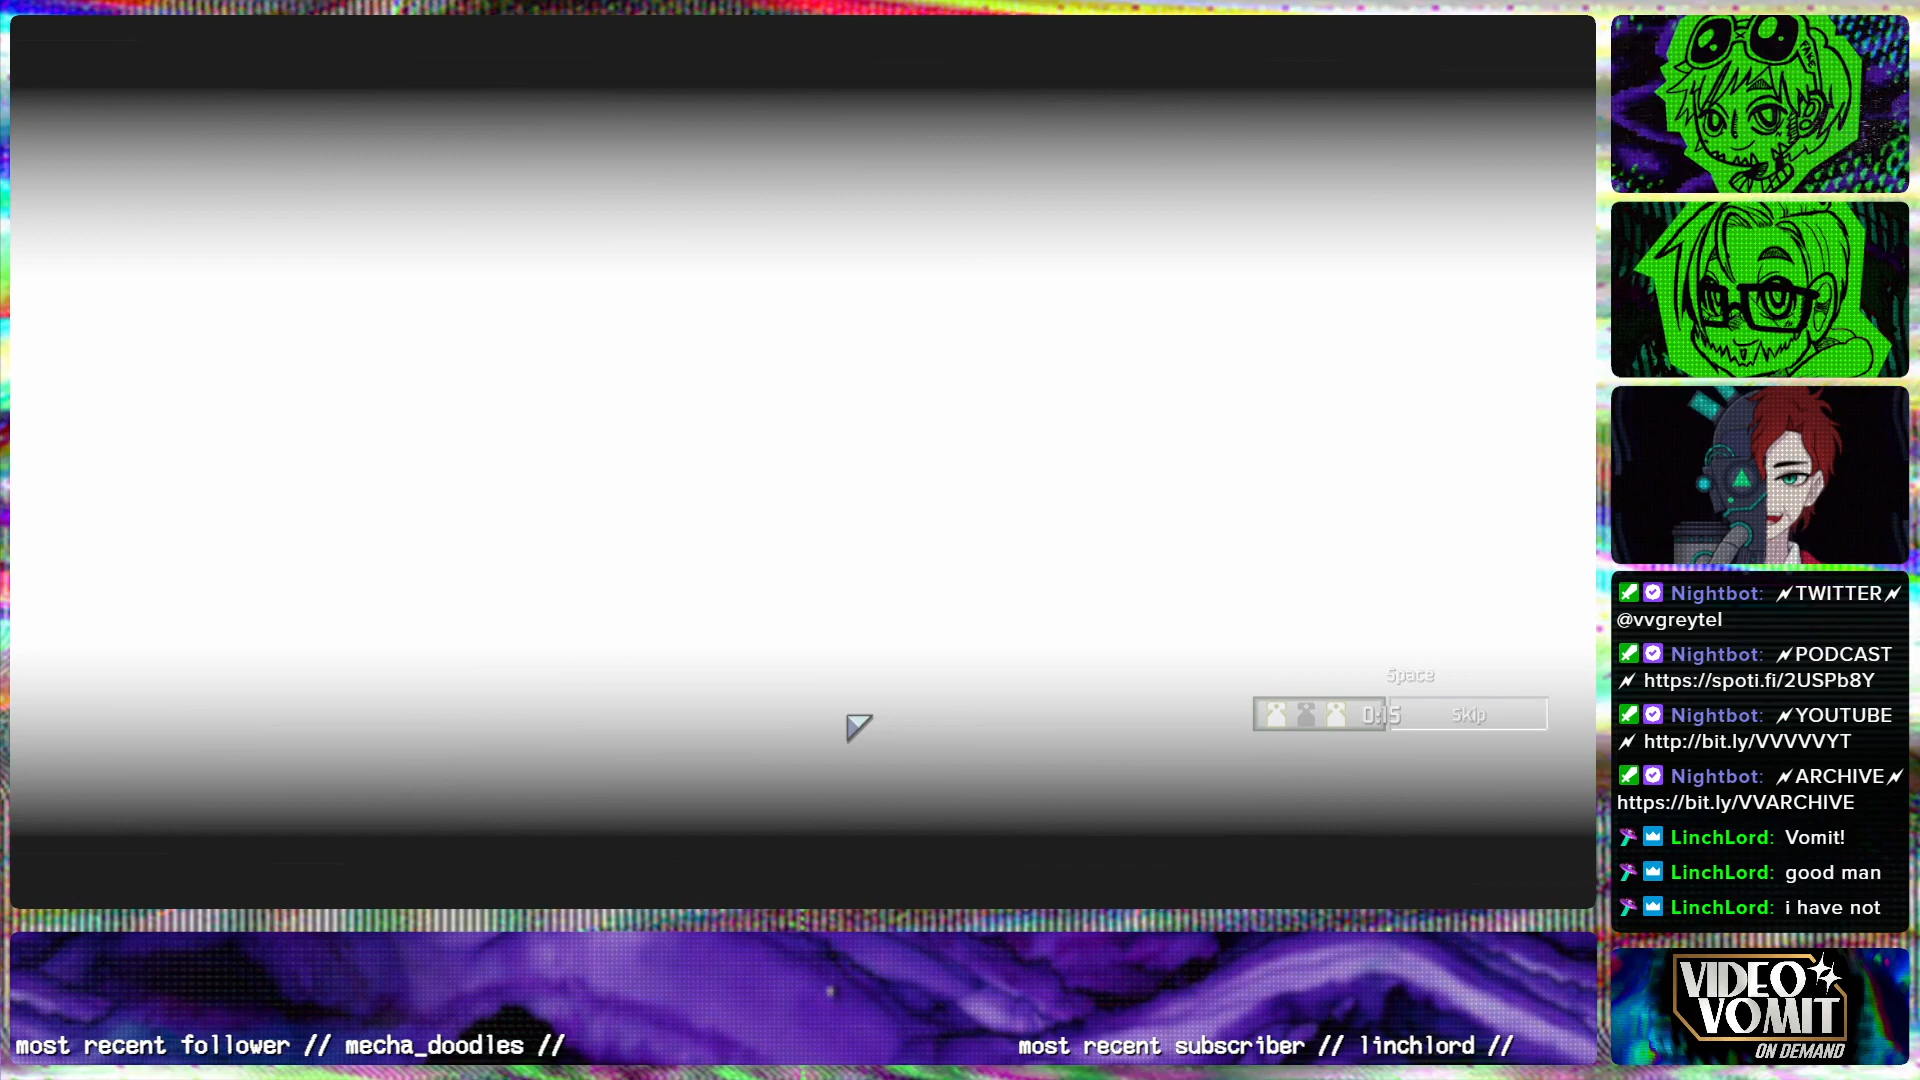 Space
0:15
Skip
Nightbot: TWITTER
@vvgreytel
Nightbot: PODCAST
https://spoti.fi/2USPb8Y
Nightbot: YOUTUBE
http://bit.ly/VVVVVYT
Nightbot: ARCHIVE
https://bit.ly/VVARCHIVE
LinchLord: Vomit!
LinchLord: good man
LinchLord: i have not
VIDEO
VOMIT
ON DEMAND
most recent follower // mecha_doodles //
most recent subscriber // linchlord //